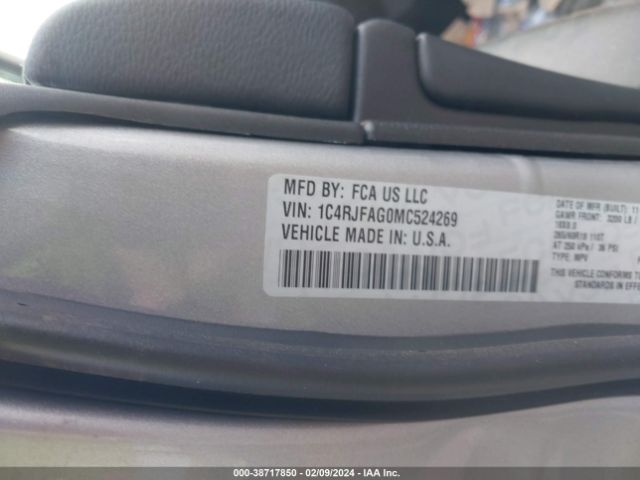 MFD BY: FCA US LLC
VIN: 1C4RJFAG0MC524269
VEHICLE MADE IN: U.S.A.
DATE OF MFR (BUILT): 11
GAWR FRONT: 3200 LB /
AT 250 kPa / 36 PSI
TYPE: MPV
THIS VEHICLE CONFORMS T
STANDARDS IN EFFE
000-38717850 - 02/09/2024 - IAA Inc.